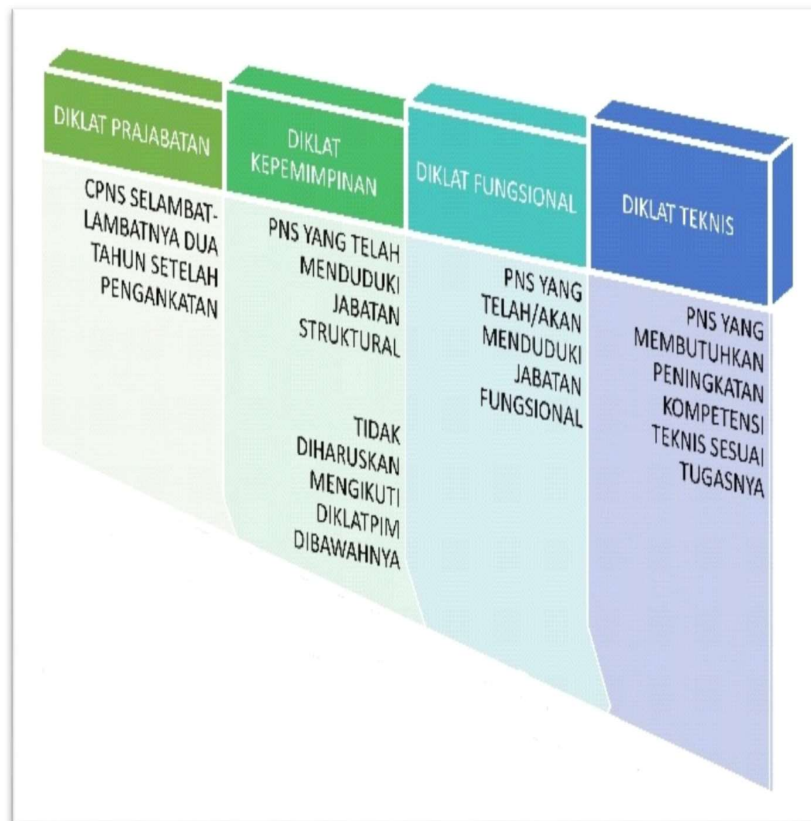 DIKLAT PRAJABATAN
CPNS SELAMBAT-
LAMBATNYA DUA
TAHUN SETELAH
PENGANKATAN
DIKLAT
KEPEMIMPINAN
PNS YANG TELAH
MENDUDUKI
JABATAN
STRUKTURAL
TIDAK
DIHARUSKAN
MENGIKUTI
DIKLATPIM
DIBAWAHNYA
DIKLAT FUNGSIONAL
PNS YANG
TELAH/AKAN
MENDUDUKI
JABATAN
FUNGSIONAL
DIKLAT TEKNIS
PNS YANG
MEMBUTUHKAN
PENINGKATAN
KOMPETENSI
TEKNIS SESUAI
TUGASNYA